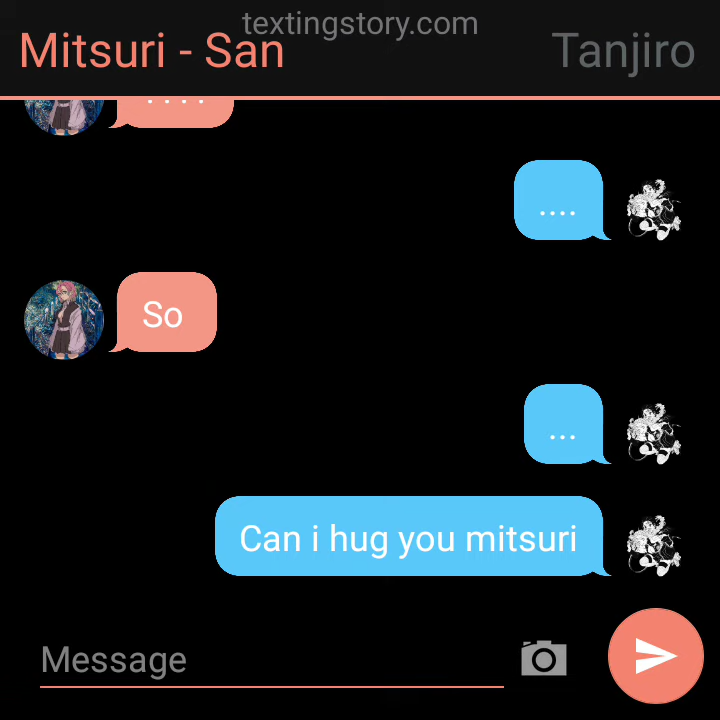 textingstory.com
Mitsuri - San
Tanjiro
....
....
So
...
Can i hug you mitsuri
Message